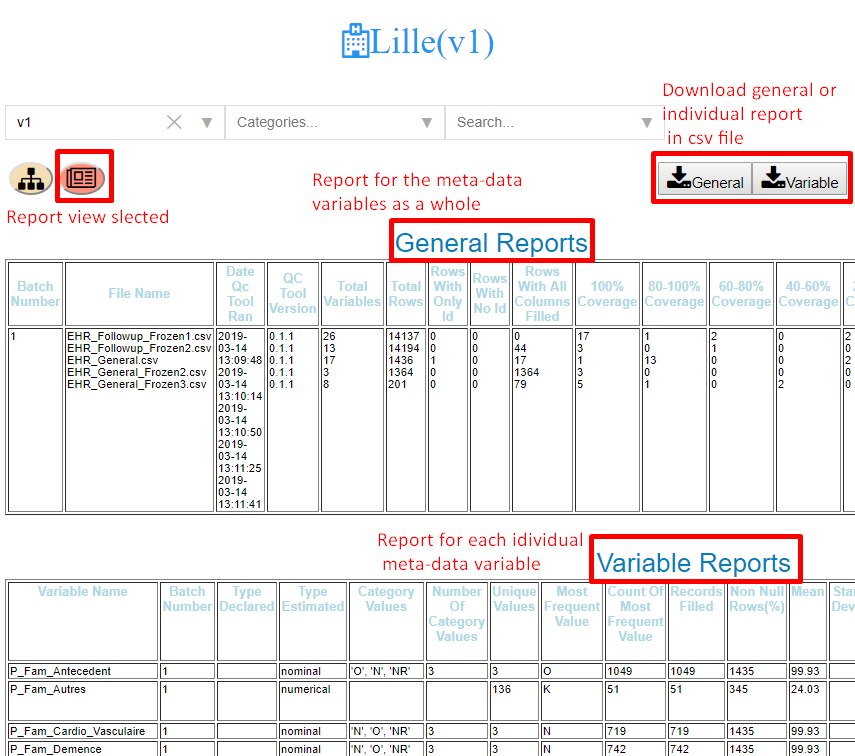 Lille(v1)
Download general or
individual report
in csv file
v1
Categories...
Search...
General
Variable
Report view slected
Report for the meta-data
variables as a whole
General Reports
Batch Number | File Name | Date Qc Tool Ran | QC Tool Version | Total Variables | Total Rows | Rows With Only Id | Rows With No Id | Rows With All Columns Filled | 100% Coverage | 80-100% Coverage | 60-80% Coverage | 40-60% Coverage
1
EHR_Followup_Frozen1.csv
EHR_Followup_Frozen2.csv
EHR_General.csv
EHR_General_Frozen2.csv
EHR_General_Frozen3.csv
2019-
03-14
13:09:48
2019-
03-14
13:10:14
2019-
03-14
13:10:50
2019-
03-14
13:11:25
2019-
03-14
13:11:41
0.1.1
0.1.1
0.1.1
0.1.1
0.1.1
26
13
17
3
8
14137
14194
1436
1364
201
0
0
1
0
0
0
0
0
0
0
0
44
0
1364
79
17
3
1
3
5
1
0
13
0
1
2
1
0
0
0
0
0
0
0
2
2
0
2
0
0
Report for each idividual
meta-data variable
Variable Reports
Variable Name | Batch Number | Type Declared | Type Estimated | Category Values | Number Of Category Values | Unique Values | Most Frequent Value | Count Of Most Frequent Value | Records Filled | Non Null Rows(%) | Mean
P_Fam_Antecedent 1 nominal 'O', 'N', 'NR' 3 3 O 1049 1049 1435 99.93
P_Fam_Autres 1 numerical 136 K 51 51 345 24.03
P_Fam_Cardio_Vasculaire 1 nominal 'N', 'O', 'NR' 3 3 N 719 719 1435 99.93
P_Fam_Demence 1 nominal 'N', 'O', 'NR' 3 3 N 742 742 1435 99.93